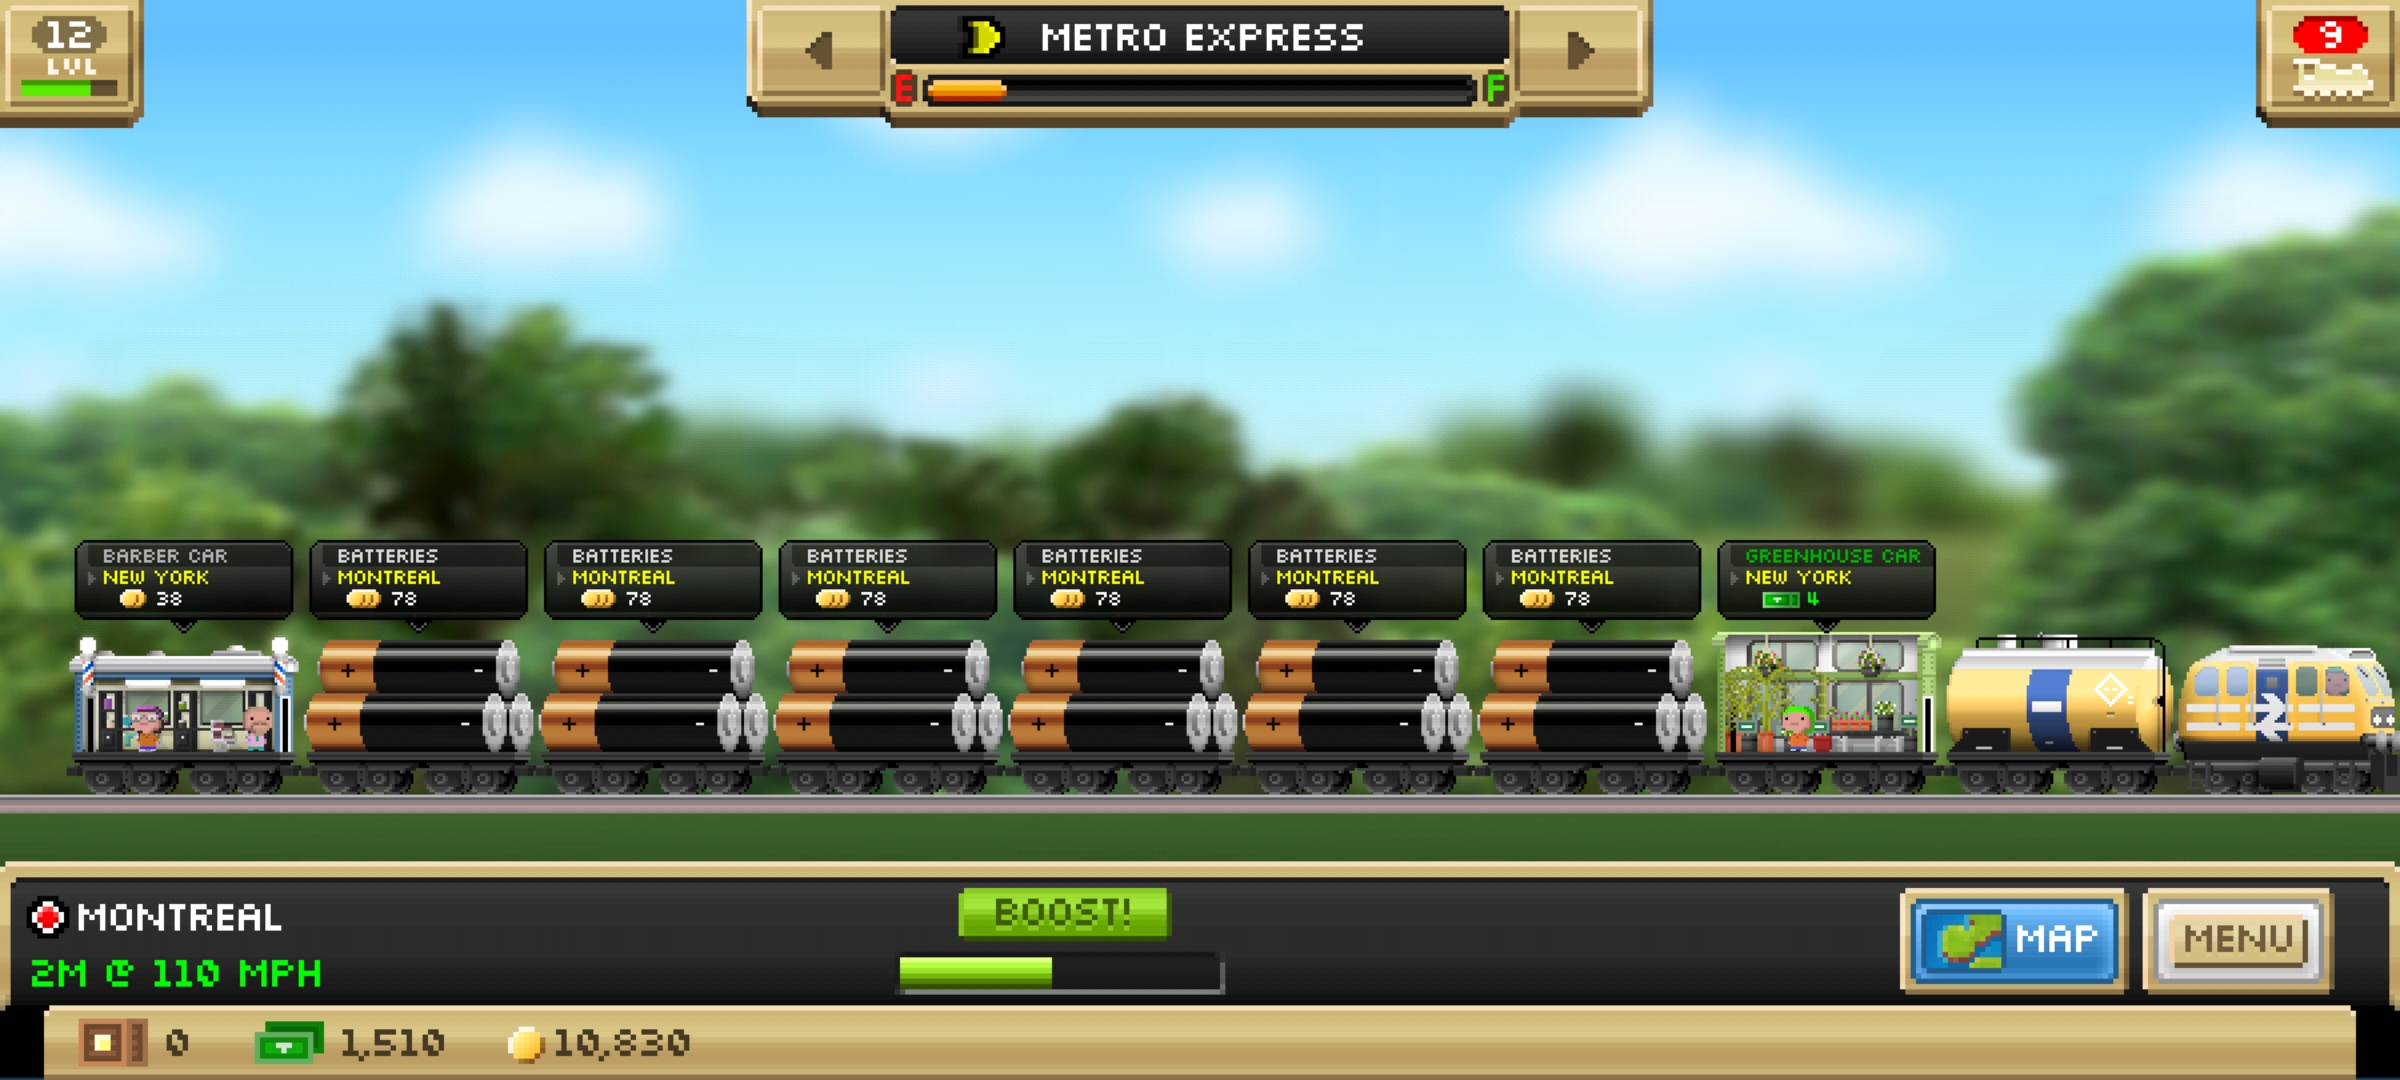 12
LVL
METRO EXPRESS
E F
9
BARBER CAR
NEW YORK
38
BATTERIES
MONTREAL
78
BATTERIES
MONTREAL
78
BATTERIES
MONTREAL
78
BATTERIES
MONTREAL
78
BATTERIES
MONTREAL
78
BATTERIES
MONTREAL
78
GREENHOUSE CAR
NEW YORK
4
MONTREAL
2M @ 110 MPH
BOOST!
MAP
MENU
0
1,510
10,830